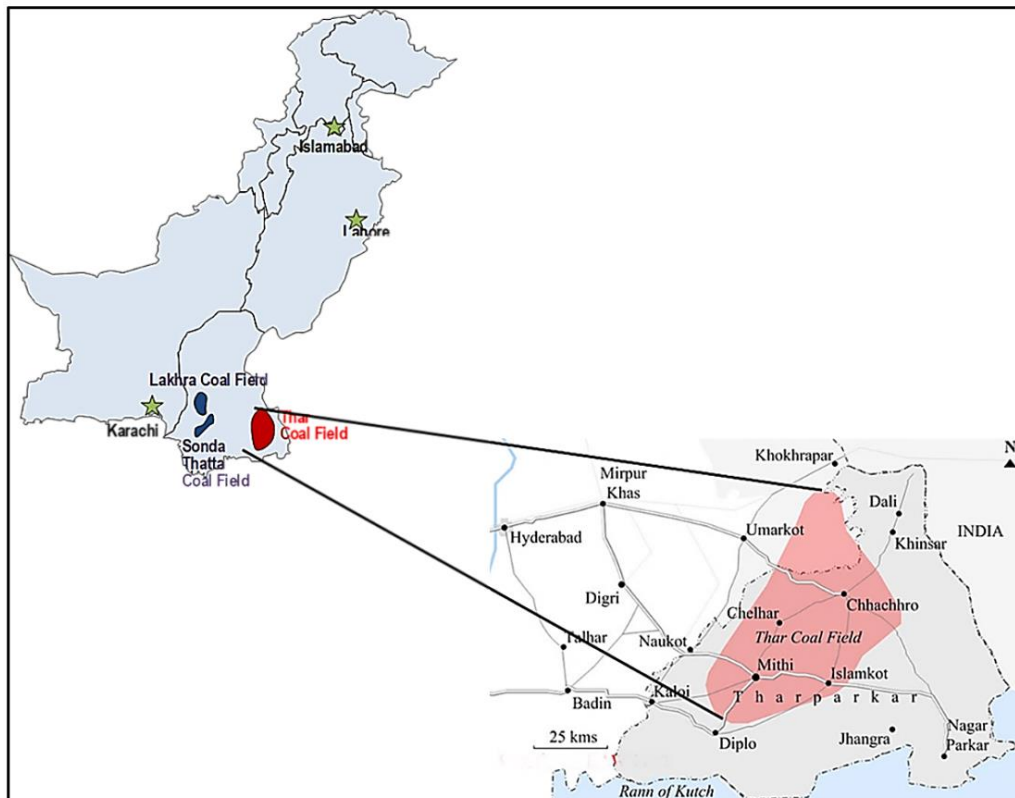 Islamabad
Lahore
Lakhra Coal Field
Karachi
Thar
Coal Field
Sonda
Thatta
Coal Field
Khokhrapar
N
Mirpur
Khas
Dali
Umarkot
INDIA
Hyderabad
Khinsar
Digri
Chhachhro
Chelhar
Thar Coal Field
Talhar
Naukot
Mithi
Islamkot
Badin
Kaloi
Tharparkar
Nagar
Parkar
Diplo
Jhangra
25 kms
Rann of Kutch